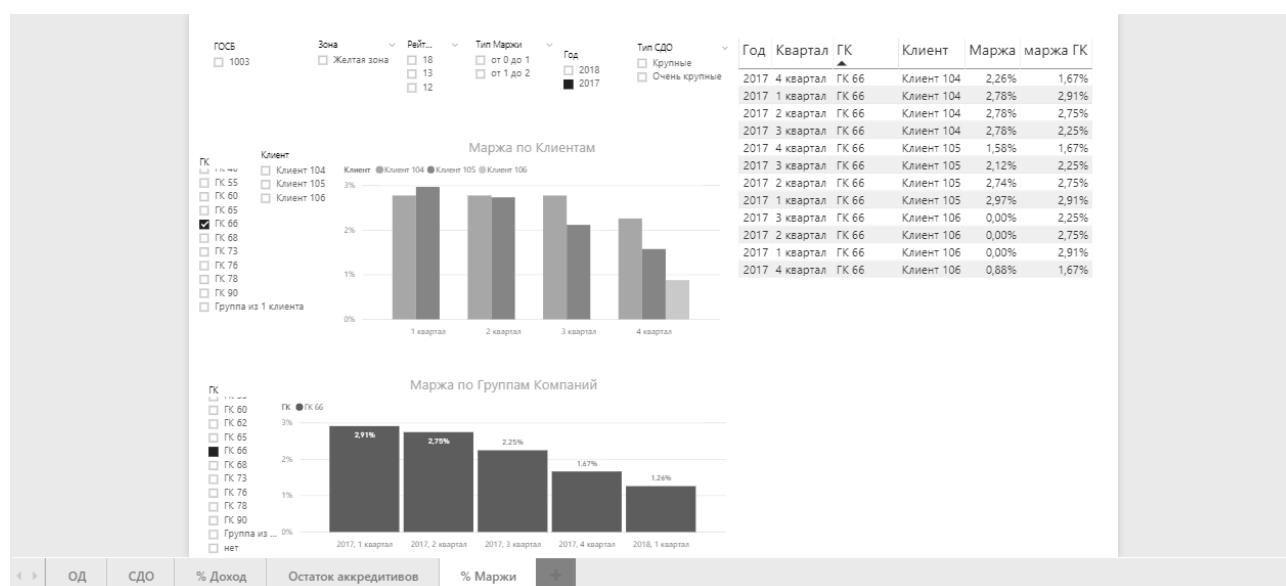 ГОСБ
1003
Зона
Желтая зона
Рейт...
18
13
12
Тип Маржи
от 0 до 1
от 1 до 2
Год
2018
2017
Тип СДО
Крупные
Очень крупные
Год Квартал ГК Клиент Маржа маржа ГК
2017 4 квартал ГК 66 Клиент 104 2,26% 1,67%
2017 1 квартал ГК 66 Клиент 104 2,78% 2,91%
2017 2 квартал ГК 66 Клиент 104 2,78% 2,75%
2017 3 квартал ГК 66 Клиент 104 2,78% 2,25%
2017 4 квартал ГК 66 Клиент 105 1,58% 1,67%
2017 3 квартал ГК 66 Клиент 105 2,12% 2,25%
2017 2 квартал ГК 66 Клиент 105 2,74% 2,75%
2017 1 квартал ГК 66 Клиент 105 2,97% 2,91%
2017 3 квартал ГК 66 Клиент 106 0,00% 2,25%
2017 2 квартал ГК 66 Клиент 106 0,00% 2,75%
2017 1 квартал ГК 66 Клиент 106 0,00% 2,91%
2017 4 квартал ГК 66 Клиент 106 0,88% 1,67%
ГК
ГК 55
ГК 60
ГК 65
ГК 66
ГК 68
ГК 73
ГК 76
ГК 78
ГК 90
Группа из 1 клиента
Клиент
Клиент 104
Клиент 105
Клиент 106
Маржа по Клиентам
Клиент Клиент 104 Клиент 105 Клиент 106
3%
2%
1%
0%
1 квартал 2 квартал 3 квартал 4 квартал
ГК
ГК 60
ГК 62
ГК 65
ГК 66
ГК 68
ГК 73
ГК 76
ГК 78
ГК 90
Группа из ...
нет
Маржа по Группам Компаний
ГК ГК 66
3%
2%
1%
0%
2,91% 2,75% 2,25% 1,67% 1,26%
2017, 1 квартал 2017, 2 квартал 2017, 3 квартал 2017, 4 квартал 2018, 1 квартал
ОД СДО % Доход Остаток аккредитивов % Маржи +